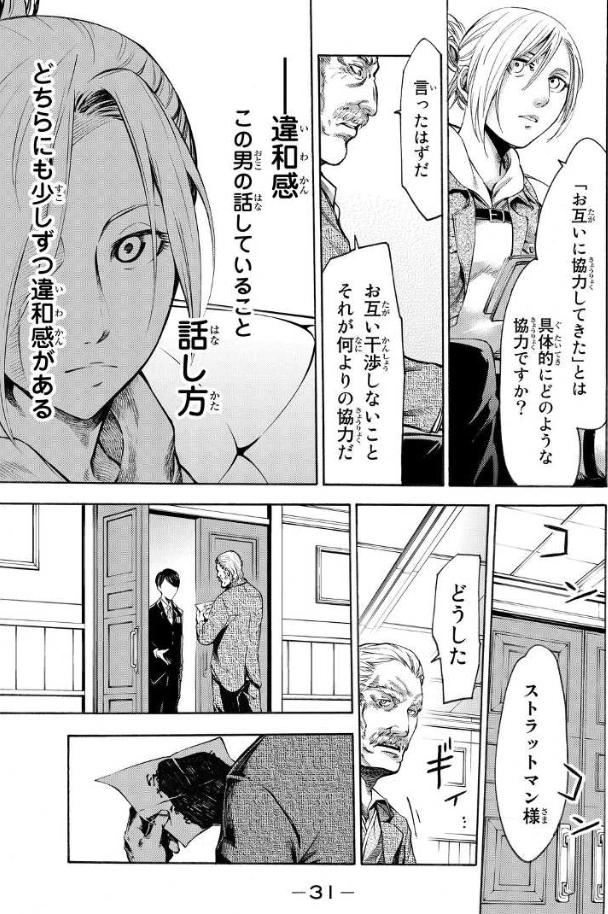 「お互いに協力してきた」とは
具体的にどのような
協力ですか？
言ったはずだ
お互い干渉しないこと
それが何よりの協力だ
――違和感
この男の話していること
話し方
どちらにも少しずつ違和感がある
コン
コン
ストラットマン様
どうした
ギィ
―31―